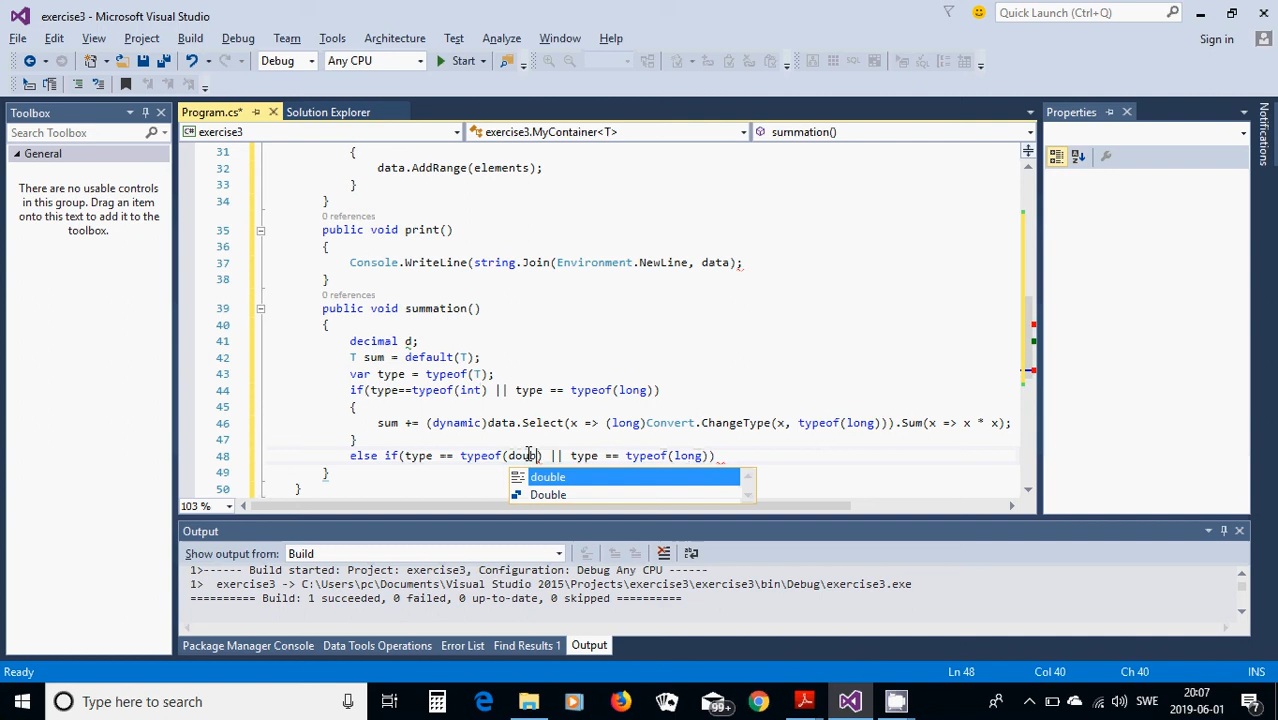 exercise3 - Microsoft Visual Studio
Quick Launch (Ctrl+Q)
File Edit View Project Build Debug Team Tools Architecture Test Analyze Window Help
Sign in
Debug Any CPU Start
Toolbox
Program.cs* Solution Explorer
Properties
Notifications
Search Toolbox
exercise3 exercise3.MyContainer<T> summation()
General
There are no usable controls
in this group. Drag an item
onto this text to add it to the
toolbox.
31 {
32 data.AddRange(elements);
33 }
34 }
0 references
35 public void print()
36 {
37 Console.WriteLine(string.Join(Environment.NewLine, data);
38 }
0 references
39 public void summation()
40 {
41 decimal d;
42 T sum = default(T);
43 var type = typeof(T);
44 if(type==typeof(int) || type == typeof(long))
45 {
46 sum += (dynamic)data.Select(x => (long)Convert.ChangeType(x, typeof(long))).Sum(x => x * x);
47 }
48 else if(type == typeof(doub) || type == typeof(long))
49 }
50 }
double
Double
103 %
Output
Show output from: Build
1>------ Build started: Project: exercise3, Configuration: Debug Any CPU ------
1> exercise3 -> C:\Users\pc\Documents\Visual Studio 2015\Projects\exercise3\exercise3\bin\Debug\exercise3.exe
========== Build: 1 succeeded, 0 failed, 0 up-to-date, 0 skipped ==========
Package Manager Console Data Tools Operations Error List Find Results 1 Output
Ready Ln 48 Col 40 Ch 40 INS
Type here to search
99+
SWE
20:07
2019-06-01
7